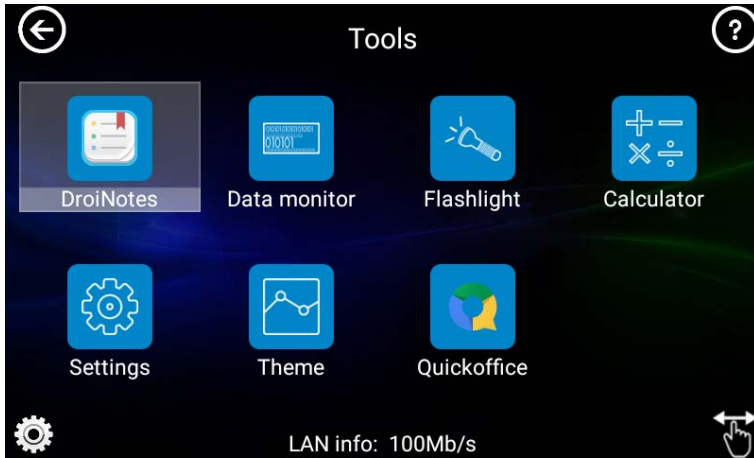 Tools
?
DroiNotes
Data monitor
Flashlight
Calculator
Settings
Theme
Quickoffice
LAN info: 100Mb/s